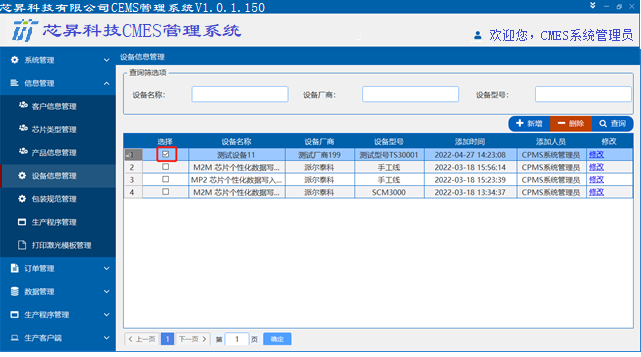 芯昇科技有限公司CEMS管理系统V1.0.1.150
芯昇科技CMES管理系统
欢迎您，CMES系统管理员
系统管理
信息管理
客户信息管理
芯片类型管理
产品信息管理
设备信息管理
包装规范管理
生产程序管理
打印激光模板管理
订单管理
数据管理
生产程序管理
生产客户端
设备信息管理
查询筛选项
设备名称： 设备厂商： 设备型号：
新增 删除 查询
选择 设备名称 设备厂商 设备型号 添加时间 添加人员 修改
测试设备11 测试厂商199 测试型号TS30001 2022-04-27 14:23:08 CPMS系统管理员 修改
2 M2M 芯片个性化数据写... 派尔泰科 手工线 2022-03-18 15:56:14 CPMS系统管理员 修改
3 MP2 芯片个性化数据写入... 派尔泰科 手工线 2022-03-18 15:23:39 CPMS系统管理员 修改
4 M2M 芯片个性化数据写... 派尔泰科 SCM3000 2022-03-18 13:34:37 CPMS系统管理员 修改
上一页 1 下一页 第 1 页 确定